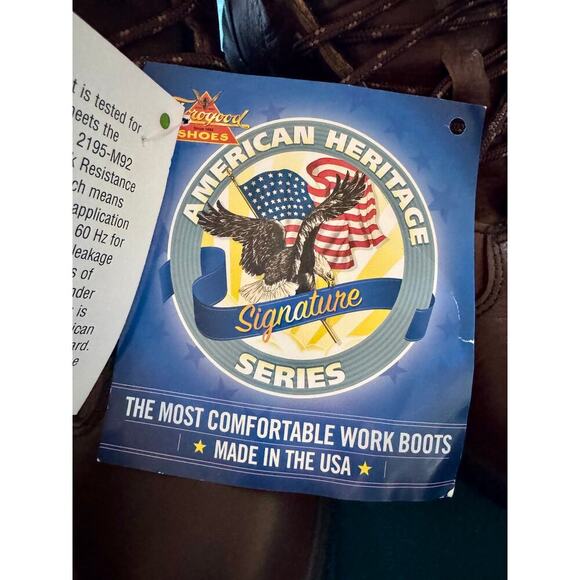 t is tested for
eets the
2195-M92
k Resistance
ch means
application
60 Hz for
leakage
s of
nder
is
ican
ard.
e
Thorogood
SHOES
AMERICAN HERITAGE
Signature
SERIES
THE MOST COMFORTABLE WORK BOOTS
MADE IN THE USA